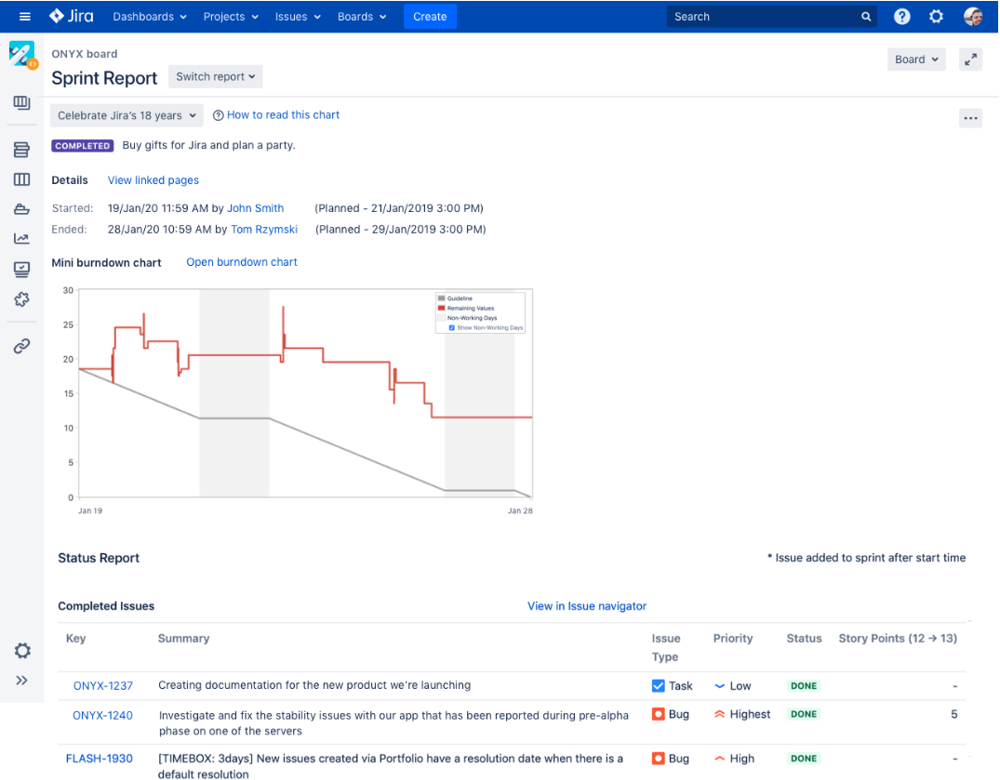 Jira Dashboards Projects Issues Boards Create Search
ONYX board
Sprint Report Switch report Board
Celebrate Jira's 18 years How to read this chart
COMPLETED Buy gifts for Jira and plan a party.
Details View linked pages
Started: 19/Jan/20 11:59 AM by John Smith (Planned - 21/Jan/2019 3:00 PM)
Ended: 28/Jan/20 10:59 AM by Tom Rzymski (Planned - 29/Jan/2019 3:00 PM)
Mini burndown chart Open burndown chart
30
Guideline
Remaining Values
Non-Working Days
Show Non-Working Days
25
20
15
10
5
0
Jan 19 Jan 28
Status Report * Issue added to sprint after start time
Completed Issues View in Issue navigator
Key Summary Issue Type Priority Status Story Points (12 → 13)
ONYX-1237 Creating documentation for the new product we're launching Task Low DONE -
ONYX-1240 Investigate and fix the stability issues with our app that has been reported during pre-alpha Bug Highest DONE 5
phase on one of the servers
FLASH-1930 [TIMEBOX: 3days] New issues created via Portfolio have a resolution date when there is a Bug High DONE -
default resolution